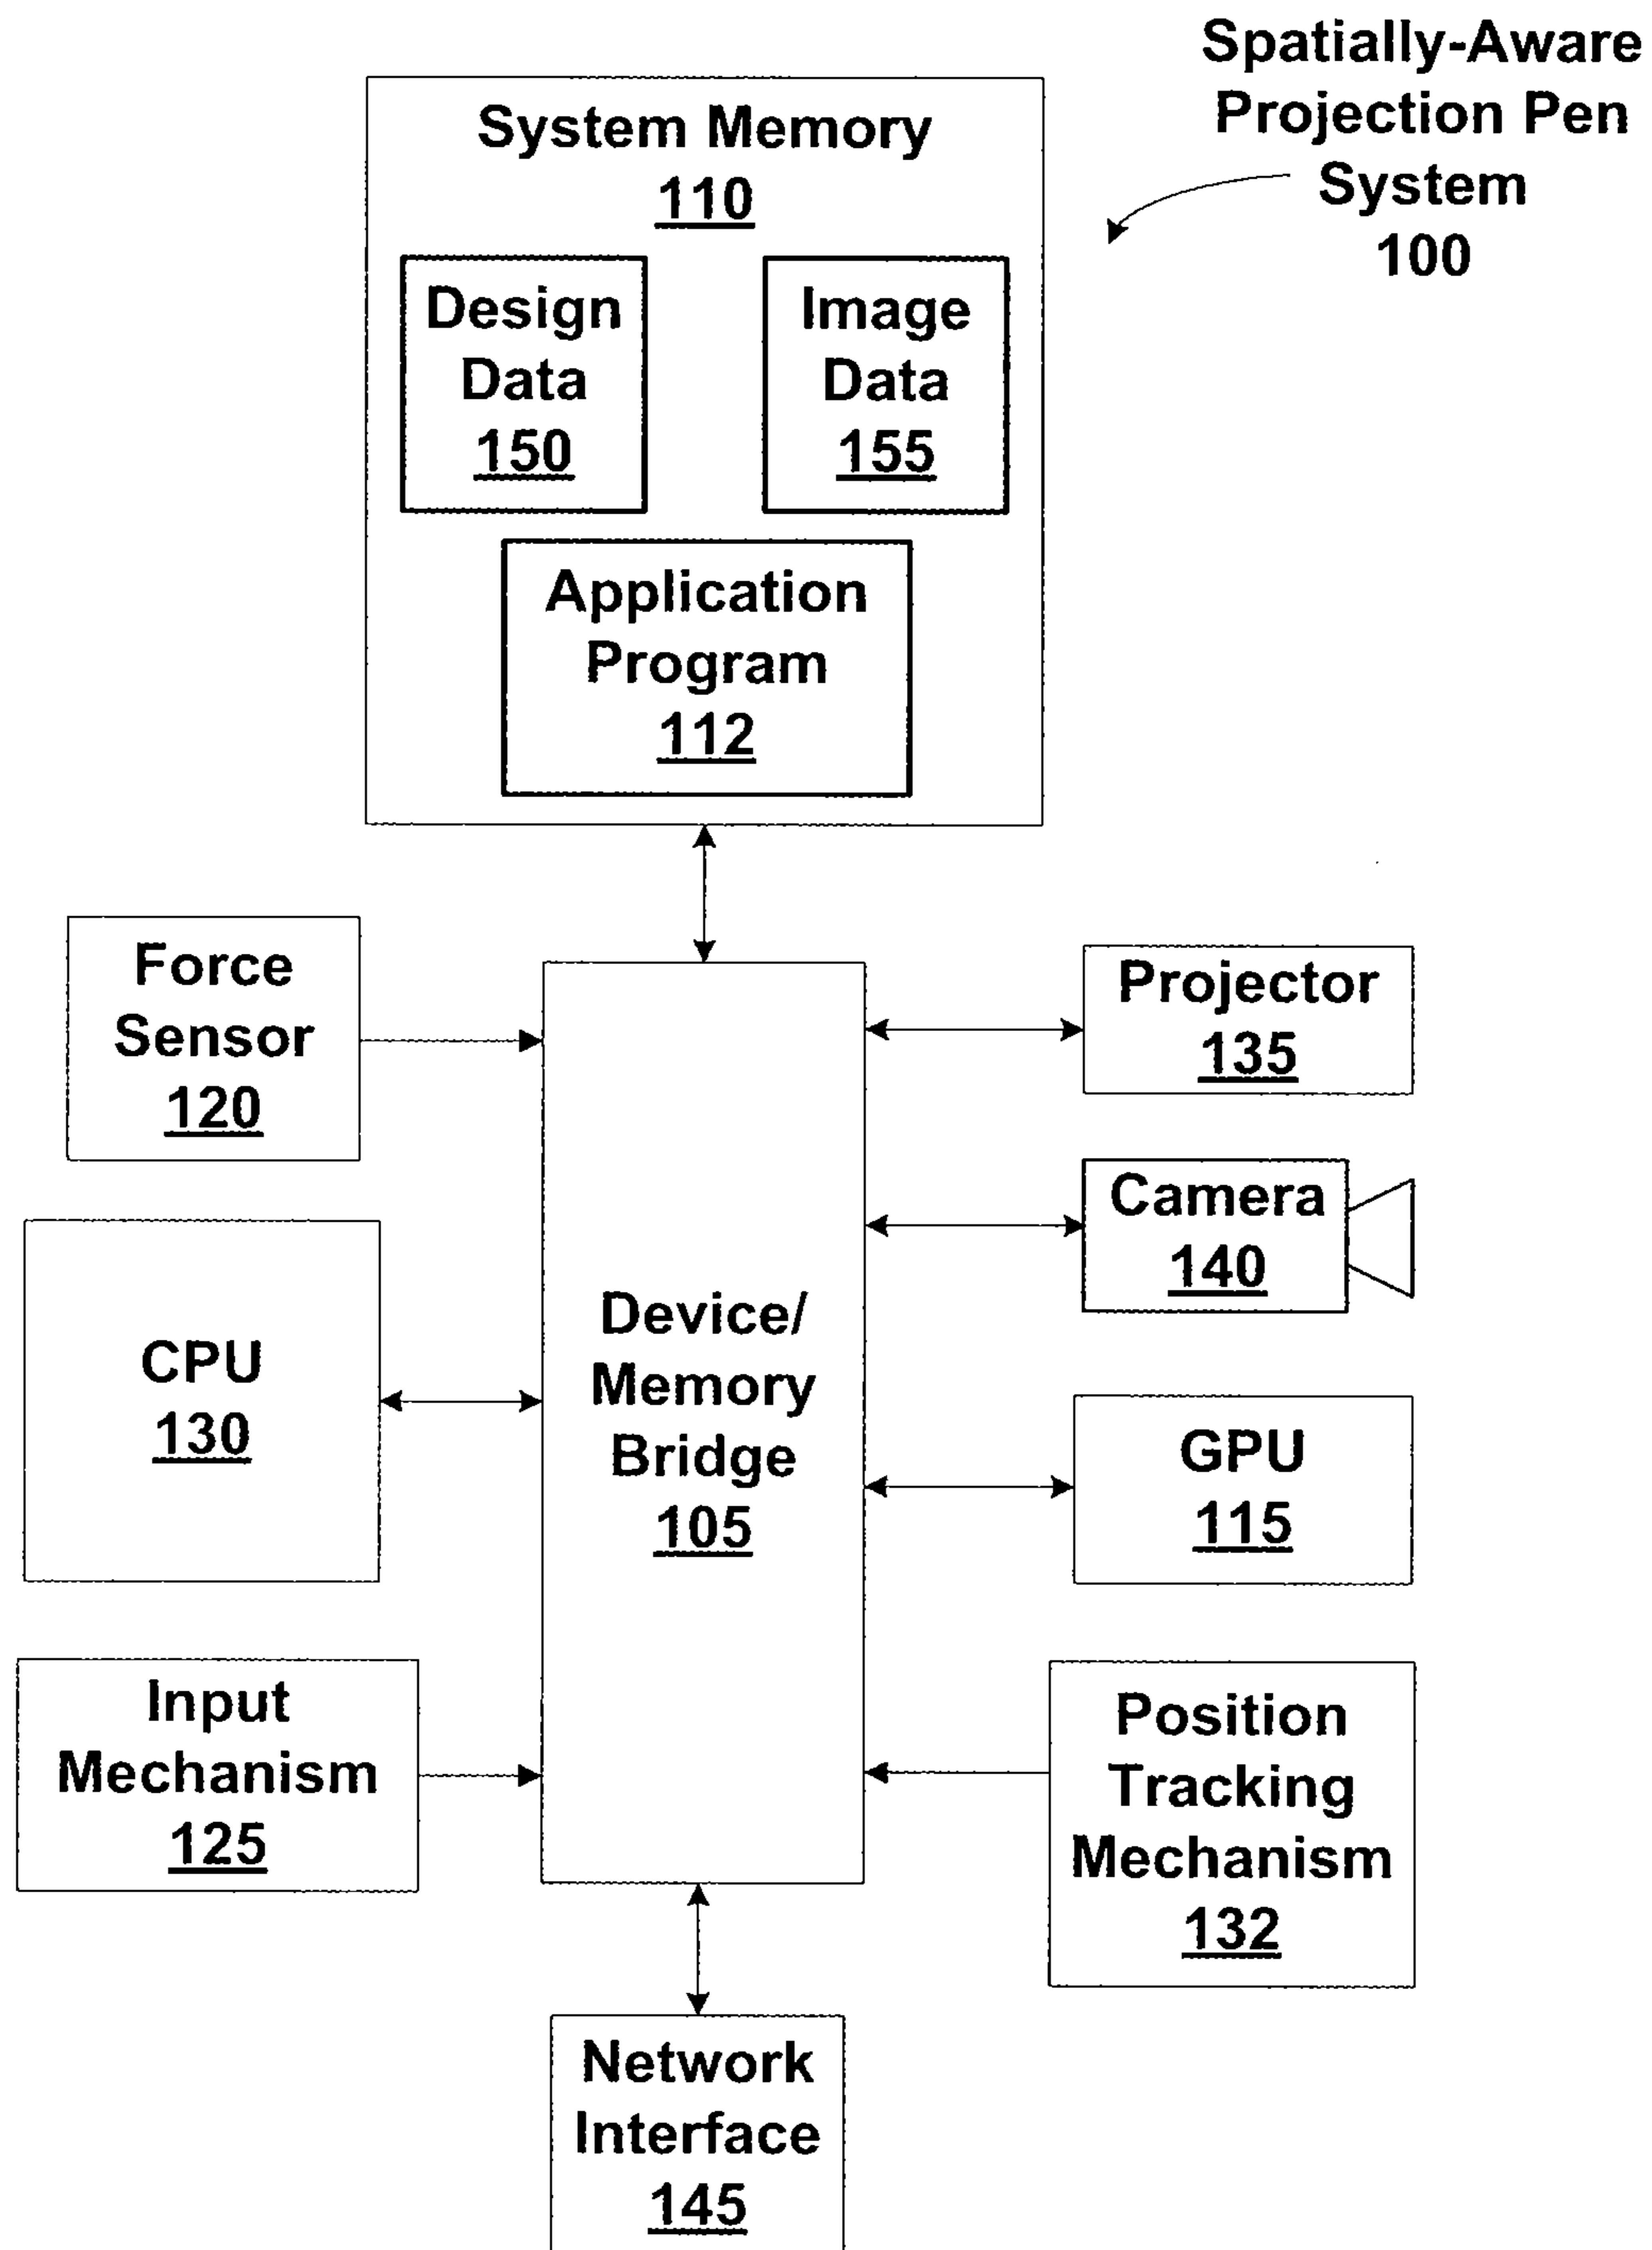 Spatially-Aware
Projection Pen
System
100
System Memory
110
Design
Data
150
Image
Data
155
Application
Program
112
Force
Sensor
120
Projector
135
Camera
140
CPU
130
Device/
Memory
Bridge
105
GPU
115
Input
Mechanism
125
Position
Tracking
Mechanism
132
Network
Interface
145